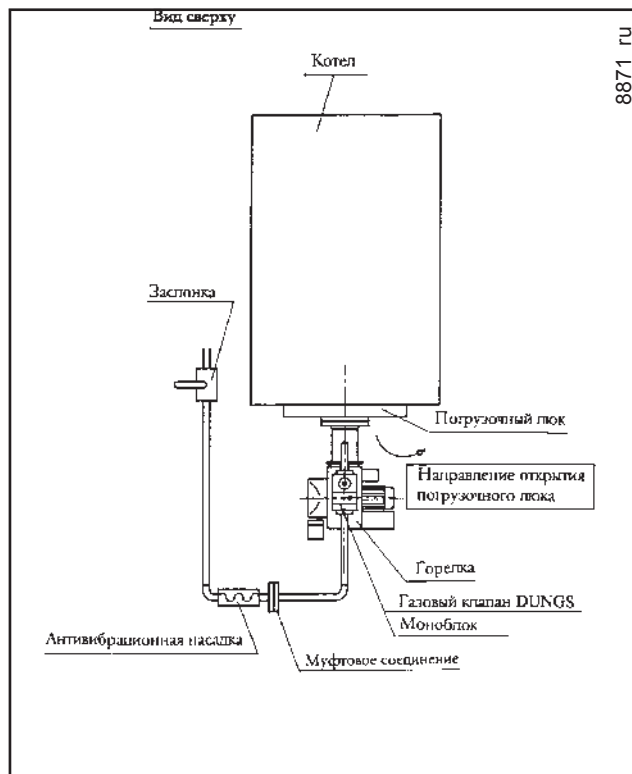 Вид сверху
8871 ru
Котел
Заслонка
Погрузочный люк
Направление открытия
погрузочного люка
Горелка
Газовый клапан DUNGS
Моноблок
Антивибрационная насадка
Муфтовое соединение